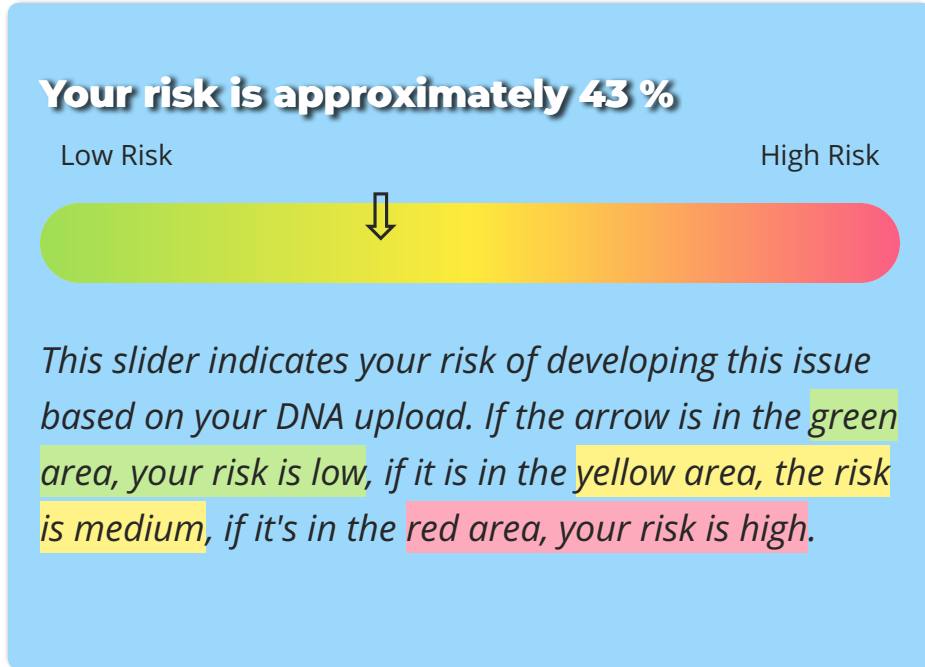 Your risk is approximately 43 %
Low Risk High Risk
This slider indicates your risk of developing this issue
based on your DNA upload. If the arrow is in the green
area, your risk is low, if it is in the yellow area, the risk
is medium, if it's in the red area, your risk is high.